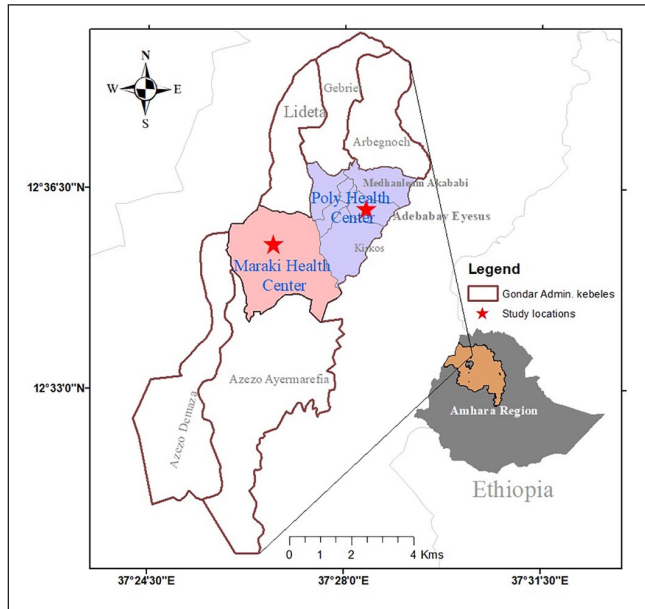 N
W E
S
Gebriel
Lideta
Arbegnoch
12°36'30"N
Medhanleam Akababi
Poly Health
Center
Adebabay Eyesus
Kirkos
Maraki Health
Center
Legend
Gondar Admin. kebeles
Study locations
12°33'0"N
Azezo Ayermarefia
Azezo Demaza
Amhara Region
Ethiopia
0 1 2 4 Kms
37°24'30"E 37°28'0"E 37°31'30"E